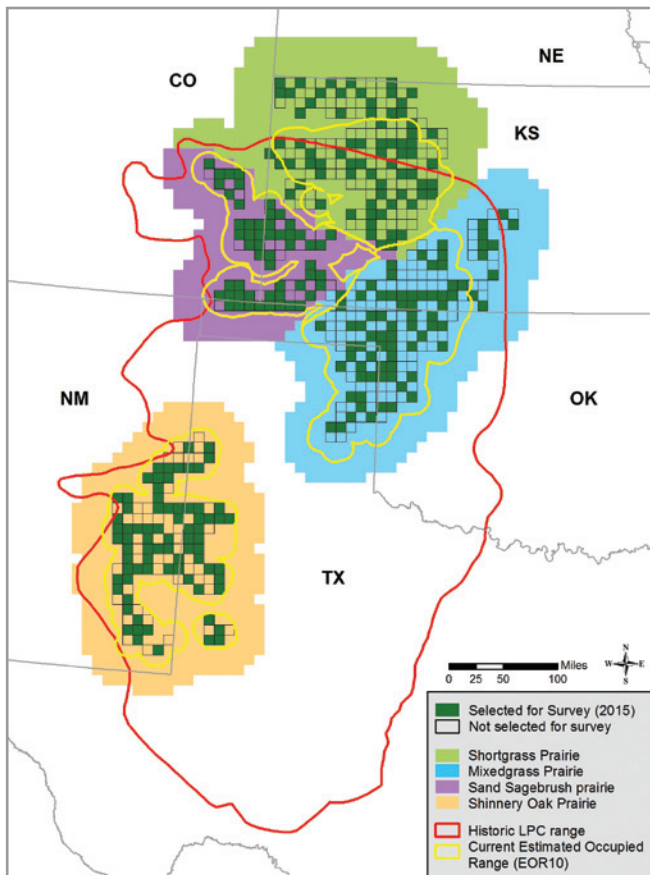 NE
CO
KS
NM
OK
TX
Miles
0 25 50 100
N
W E
S
Selected for Survey (2015)
Not selected for survey
Shortgrass Prairie
Mixedgrass Prairie
Sand Sagebrush prairie
Shinnery Oak Prairie
Historic LPC range
Current Estimated Occupied
Range (EOR10)